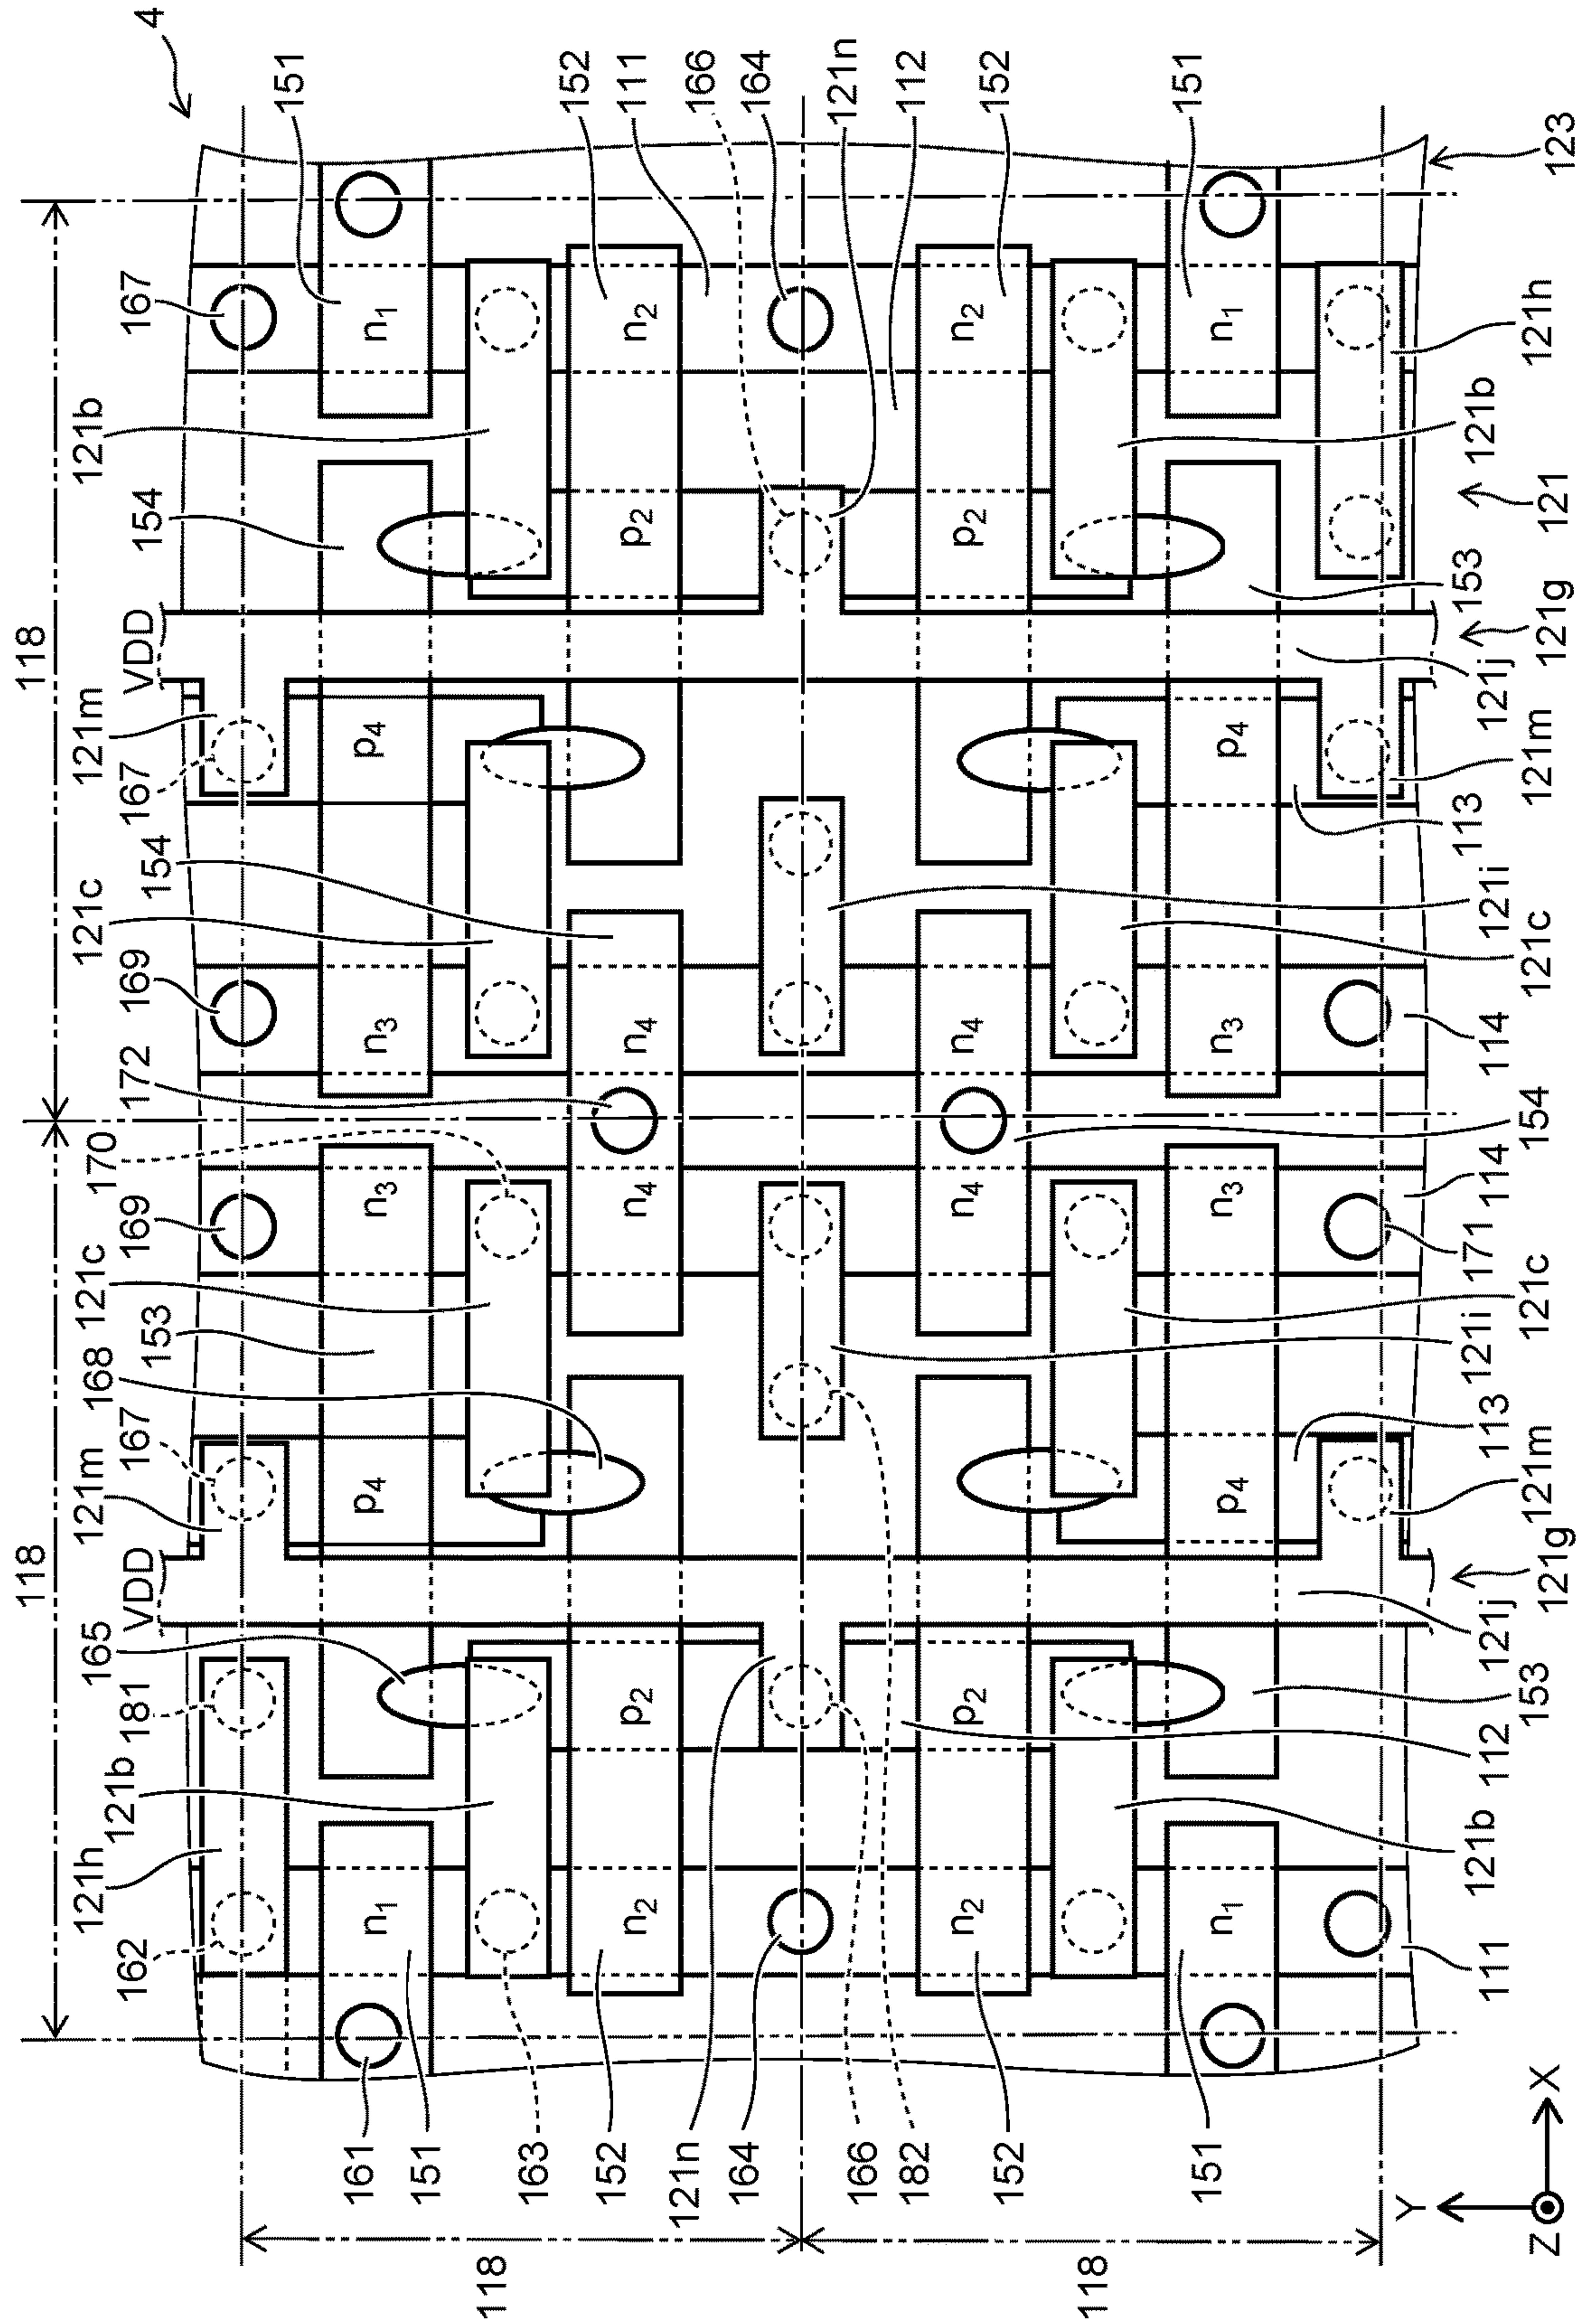 118
118
162
121h
121b
181
165
VDD
121m
167
168
153
121c
169
170
172
169
121c
154
167
121m
VDD
154
121b
167
4
118
161
151
151
n₁
p₄
n₃
n₃
p₄
n₁
163
152
152
111
n₂
p₂
n₄
n₄
p₂
n₂
121n
164
166
164
121n
118
166
182
112
n₂
p₂
n₄
n₄
p₂
n₂
152
152
151
151
n₁
p₄
n₃
n₃
p₄
n₁
111
121b
112
153
121j
121g
121m
113
121i
121c
171
114
154
114
121c
121i
113
121m
121j
121g
153
121
121b
121h
123
Y
Z
X